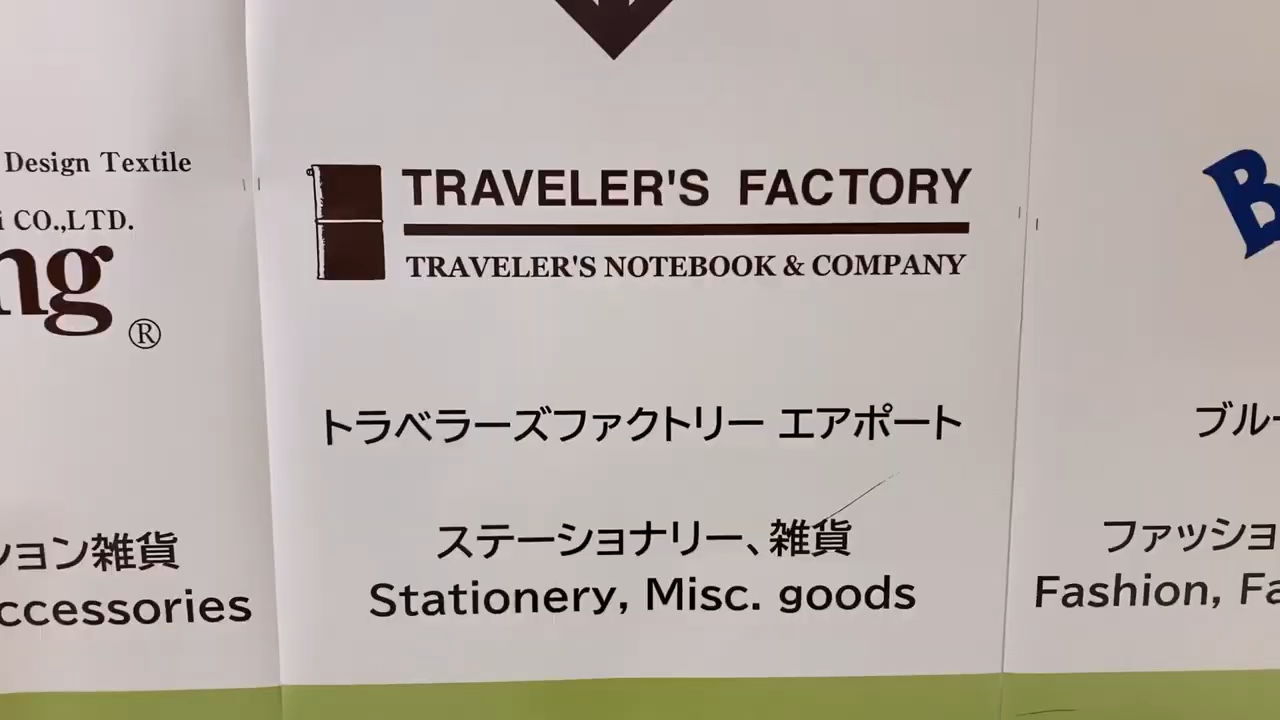 Design Textile
CO.,LTD.
ng
®
ション雑貨
ccessories
TRAVELER'S FACTORY
TRAVELER'S NOTEBOOK & COMPANY
トラベラーズファクトリー エアポート
ステーショナリー、雑貨
Stationery, Misc. goods
B
ブルー
ファッショ
Fashion, Fa